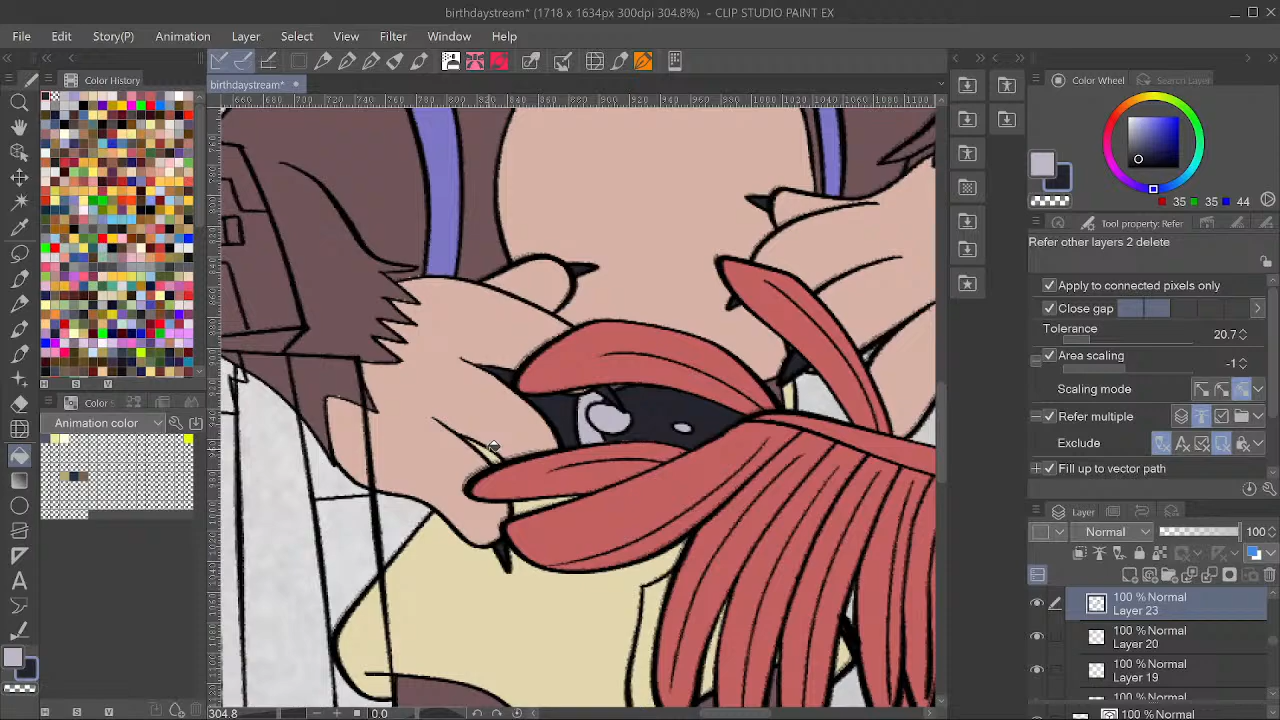 birthdaystream* (1718 x 1634px 300dpi 304.8%) - CLIP STUDIO PAINT EX
File Edit Story(P) Animation Layer Select View Filter Window Help
Color History
birthdaystream*
Color Wheel
Search Layer
35 35 44
Tool property: Refer
Refer other layers 2 delete
Apply to connected pixels only
Close gap
Tolerance
20.7
Area scaling
-1
Scaling mode
Refer multiple
Exclude
Fill up to vector path
Color S
Animation color
Layer
Normal
100
100 %Normal
Layer 23
100 %Normal
Layer 20
100 %Normal
Layer 19
304.8
0.0